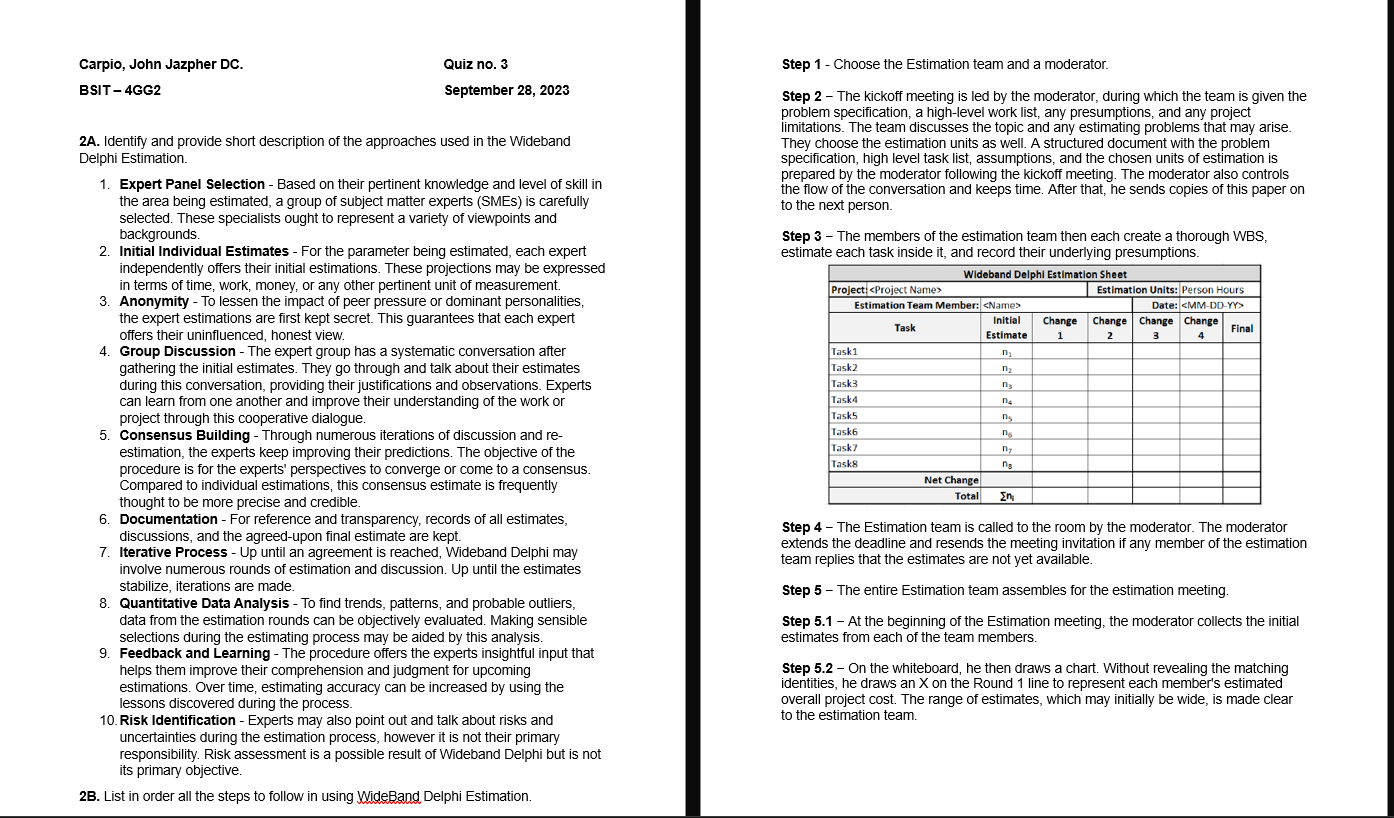 Carpio, John Jazpher DC. Quiz no. 3
BSIT – 4GG2 September 28, 2023
2A. Identify and provide short description of the approaches used in the Wideband
Delphi Estimation.
1. Expert Panel Selection - Based on their pertinent knowledge and level of skill in
the area being estimated, a group of subject matter experts (SMEs) is carefully
selected. These specialists ought to represent a variety of viewpoints and
backgrounds.
2. Initial Individual Estimates - For the parameter being estimated, each expert
independently offers their initial estimations. These projections may be expressed
in terms of time, work, money, or any other pertinent unit of measurement.
3. Anonymity - To lessen the impact of peer pressure or dominant personalities,
the expert estimations are first kept secret. This guarantees that each expert
offers their uninfluenced, honest view.
4. Group Discussion - The expert group has a systematic conversation after
gathering the initial estimates. They go through and talk about their estimates
during this conversation, providing their justifications and observations. Experts
can learn from one another and improve their understanding of the work or
project through this cooperative dialogue.
5. Consensus Building - Through numerous iterations of discussion and re-
estimation, the experts keep improving their predictions. The objective of the
procedure is for the experts' perspectives to converge or come to a consensus.
Compared to individual estimations, this consensus estimate is frequently
thought to be more precise and credible.
6. Documentation - For reference and transparency, records of all estimates,
discussions, and the agreed-upon final estimate are kept.
7. Iterative Process - Up until an agreement is reached, Wideband Delphi may
involve numerous rounds of estimation and discussion. Up until the estimates
stabilize, iterations are made.
8. Quantitative Data Analysis - To find trends, patterns, and probable outliers,
data from the estimation rounds can be objectively evaluated. Making sensible
selections during the estimating process may be aided by this analysis.
9. Feedback and Learning - The procedure offers the experts insightful input that
helps them improve their comprehension and judgment for upcoming
estimations. Over time, estimating accuracy can be increased by using the
lessons discovered during the process.
10. Risk Identification - Experts may also point out and talk about risks and
uncertainties during the estimation process, however it is not their primary
responsibility. Risk assessment is a possible result of Wideband Delphi but is not
its primary objective.
2B. List in order all the steps to follow in using WideBand Delphi Estimation.
Step 1 - Choose the Estimation team and a moderator.
Step 2 – The kickoff meeting is led by the moderator, during which the team is given the
problem specification, a high-level work list, any presumptions, and any project
limitations. The team discusses the topic and any estimating problems that may arise.
They choose the estimation units as well. A structured document with the problem
specification, high level task list, assumptions, and the chosen units of estimation is
prepared by the moderator following the kickoff meeting. The moderator also controls
the flow of the conversation and keeps time. After that, he sends copies of this paper on
to the next person.
Step 3 – The members of the estimation team then each create a thorough WBS,
estimate each task inside it, and record their underlying presumptions.
Wideband Delphi Estimation Sheet
Project: <Project Name> Estimation Units: Person Hours
Estimation Team Member: <Name> Date: <MM-DD-YY>
Task Initial Estimate Change 1 Change 2 Change 3 Change 4 Final
Task1 n₁
Task2 n₂
Task3 n₃
Task4 n₄
Task5 n₅
Task6 n₆
Task7 n₇
Task8 n₈
Net Change
Total Σnᵢ
Step 4 – The Estimation team is called to the room by the moderator. The moderator
extends the deadline and resends the meeting invitation if any member of the estimation
team replies that the estimates are not yet available.
Step 5 – The entire Estimation team assembles for the estimation meeting.
Step 5.1 – At the beginning of the Estimation meeting, the moderator collects the initial
estimates from each of the team members.
Step 5.2 – On the whiteboard, he then draws a chart. Without revealing the matching
identities, he draws an X on the Round 1 line to represent each member's estimated
overall project cost. The range of estimates, which may initially be wide, is made clear
to the estimation team.